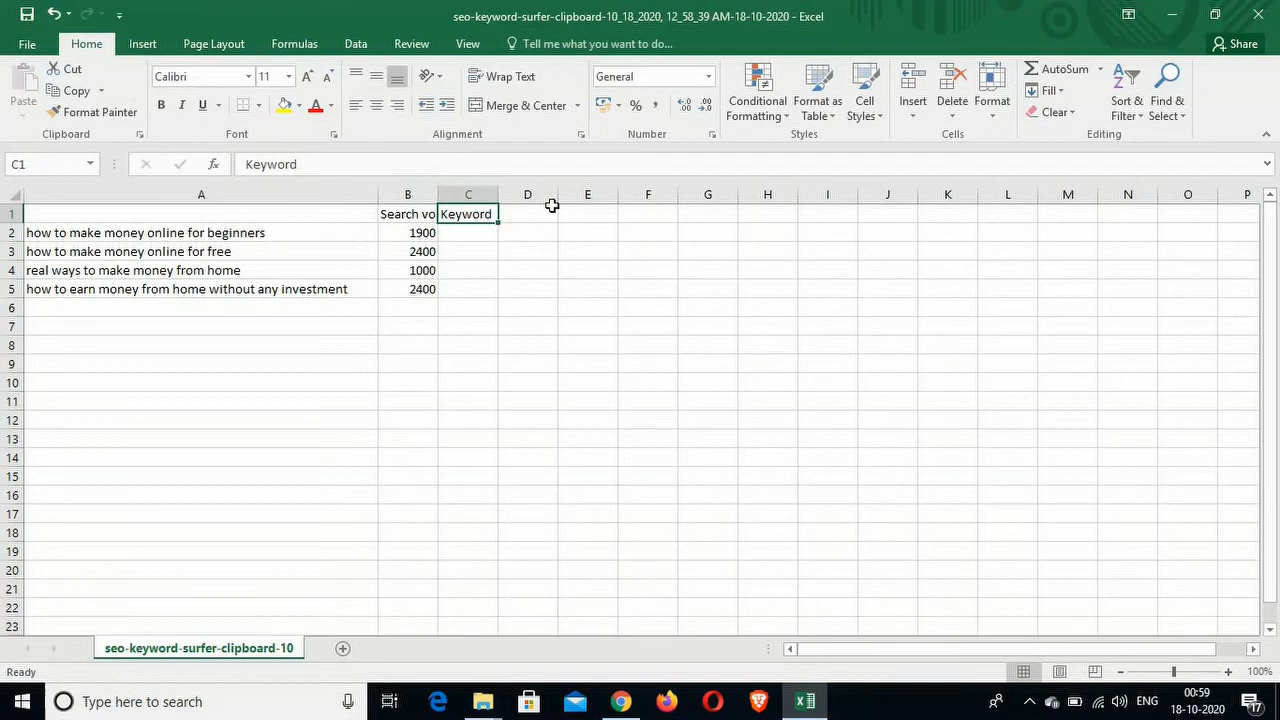 seo-keyword-surfer-clipboard-10_18_2020, 12_58_39 AM-18-10-2020 - Excel
File Home Insert Page Layout Formulas Data Review View Tell me what you want to do... Share
Paste Cut
Copy
Format Painter
Calibri 11
B I U
Wrap Text
Merge & Center
General
%
Conditional Formatting
Format as Table
Cell Styles
Insert Delete Format
AutoSum
Fill
Clear
Sort & Filter
Find & Select
Clipboard Font Alignment Number Styles Cells Editing
C1 fx Keyword
A B C D E F G H I J K L M N O P
1 Search vo Keyword
2 how to make money online for beginners 1900
3 how to make money online for free 2400
4 real ways to make money from home 1000
5 how to earn money from home without any investment 2400
6
7
8
9
10
11
12
13
14
15
16
17
18
19
20
21
22
23
seo-keyword-surfer-clipboard-10
Ready 100%
Type here to search ENG 00:59
18-10-2020 17